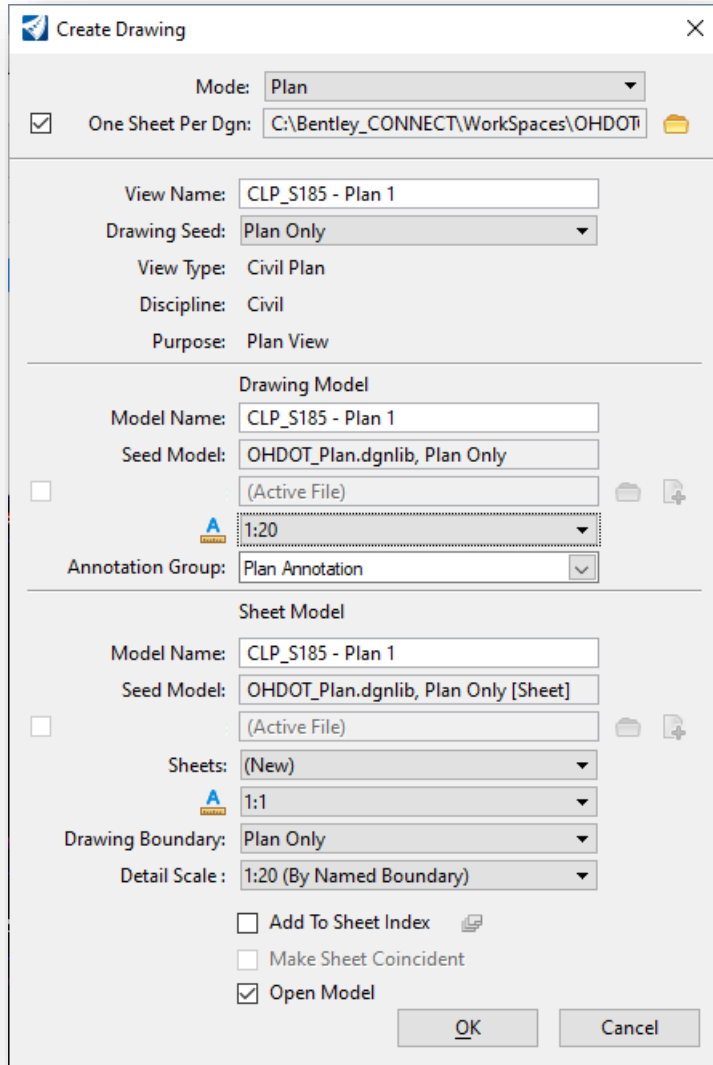 Create Drawing
Mode: Plan
One Sheet Per Dgn: C:\Bentley_CONNECT\WorkSpaces\OHDOT
View Name: CLP_S185 - Plan 1
Drawing Seed: Plan Only
View Type: Civil Plan
Discipline: Civil
Purpose: Plan View
Drawing Model
Model Name: CLP_S185 - Plan 1
Seed Model: OHDOT_Plan.dgnlib, Plan Only
(Active File)
A 1:20
Annotation Group: Plan Annotation
Sheet Model
Model Name: CLP_S185 - Plan 1
Seed Model: OHDOT_Plan.dgnlib, Plan Only [Sheet]
(Active File)
Sheets: (New)
A 1:1
Drawing Boundary: Plan Only
Detail Scale : 1:20 (By Named Boundary)
Add To Sheet Index
Make Sheet Coincident
Open Model
OK Cancel